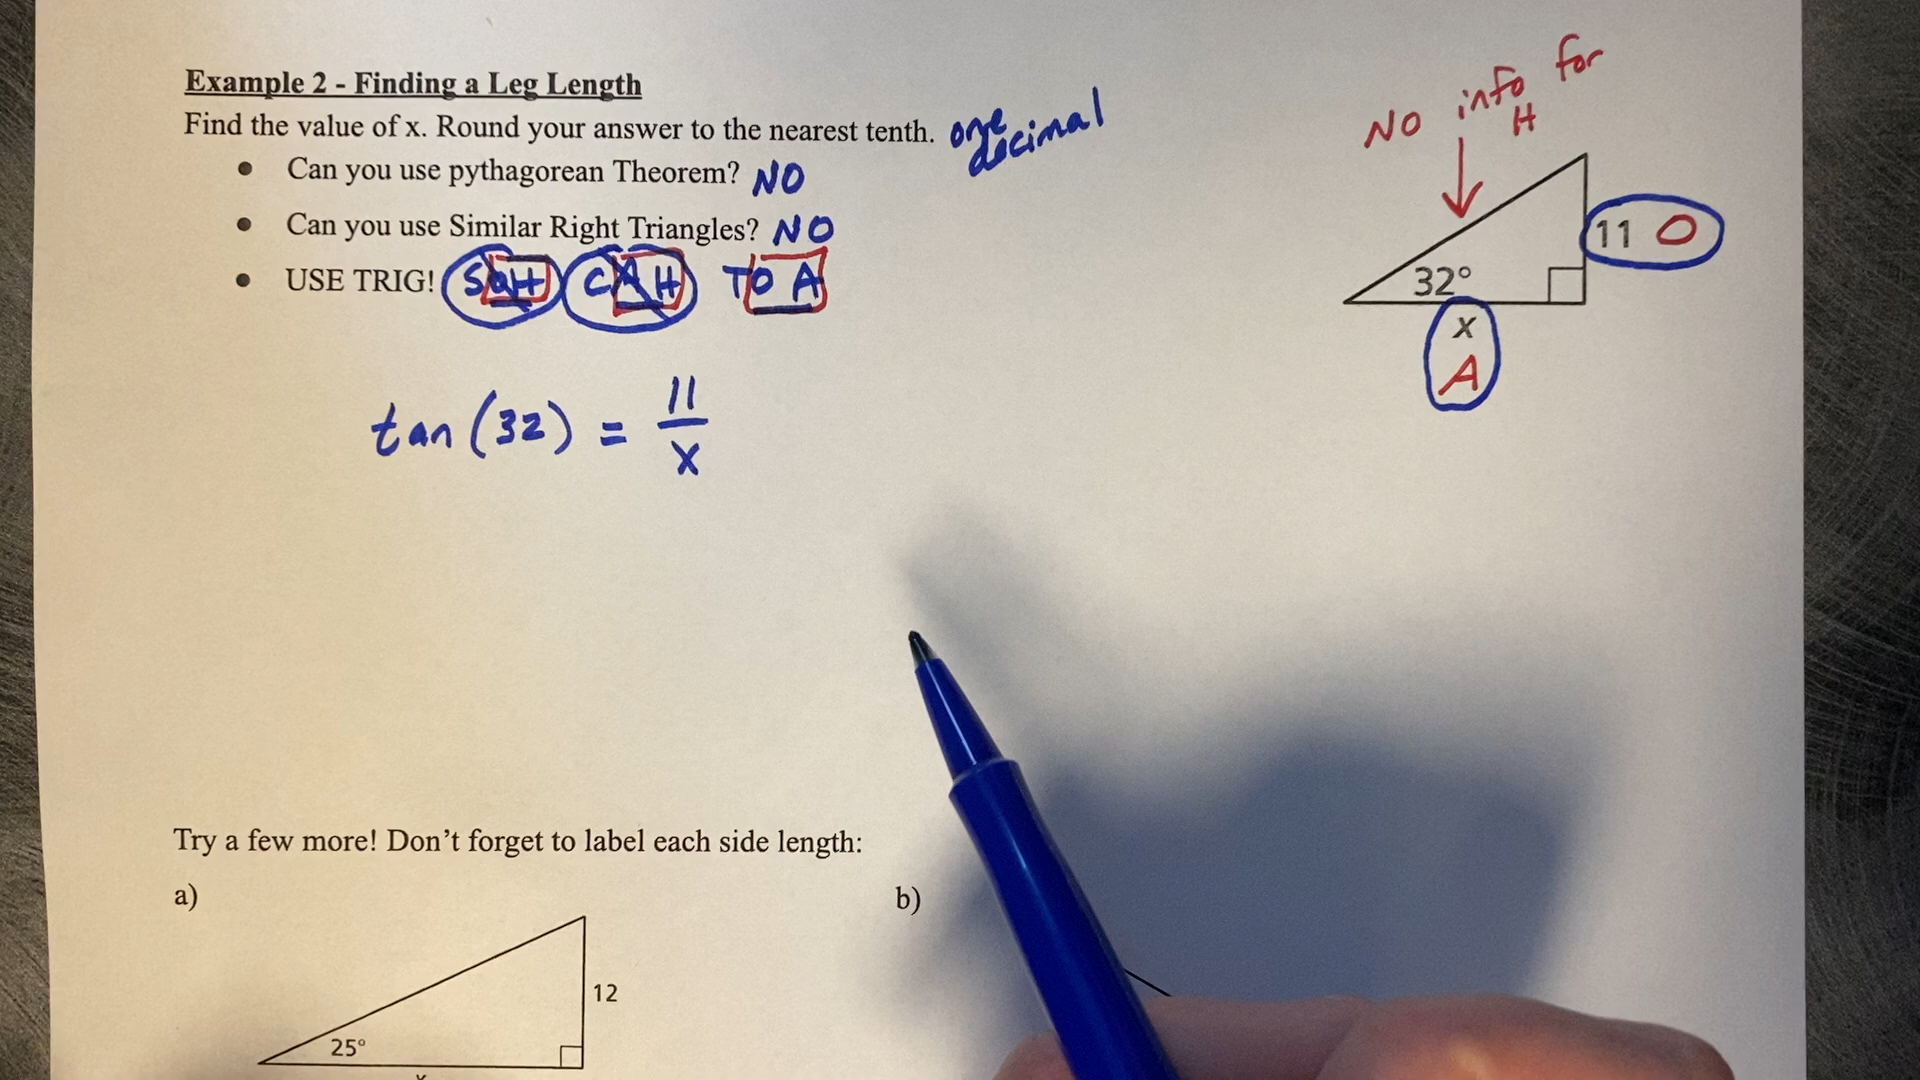 Example 2 - Finding a Leg Length
Find the value of x. Round your answer to the nearest tenth. one decimal
Can you use pythagorean Theorem? NO
Can you use Similar Right Triangles? NO
USE TRIG! SOH CAH TOA
NO info for
H
11 O
32°
x
A
tan (32) = 11/x
Try a few more! Don't forget to label each side length:
a)
b)
12
25°